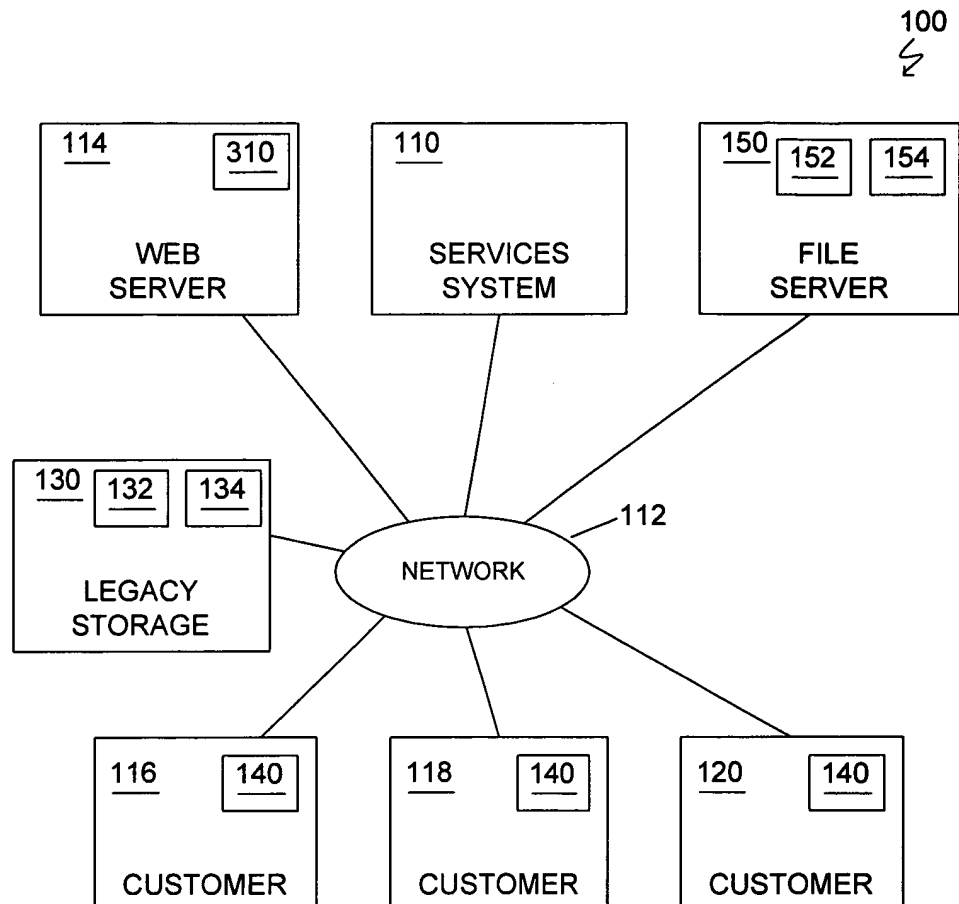 100
114
310
WEB
SERVER
110
SERVICES
SYSTEM
150
152
154
FILE
SERVER
130
132
134
LEGACY
STORAGE
NETWORK
112
116
140
CUSTOMER
118
140
CUSTOMER
120
140
CUSTOMER